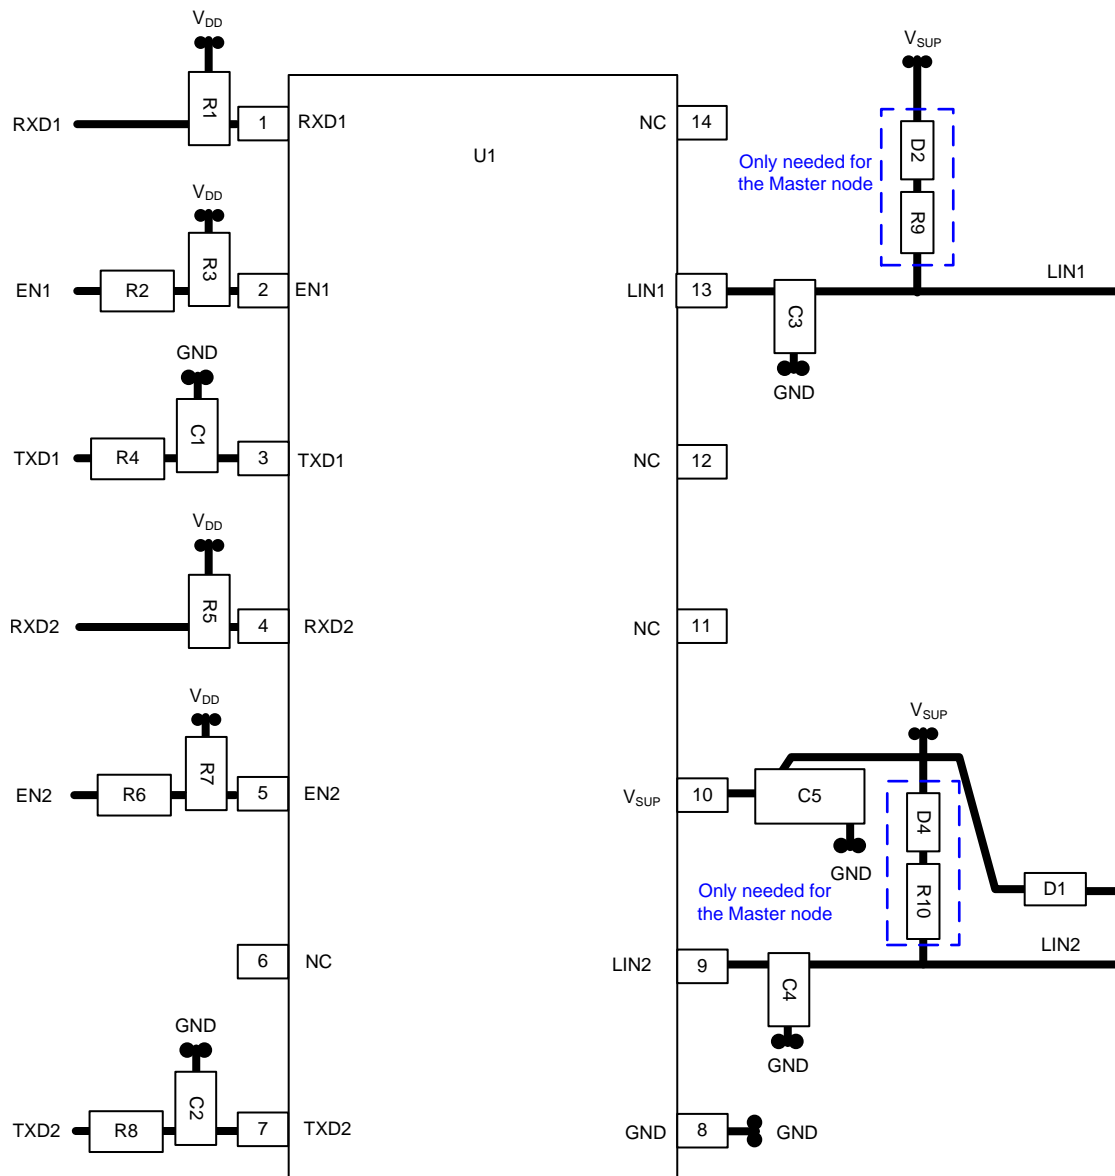 VDD
R1
RXD1
1
RXD1
U1
NC
14
VSUP
D2
R9
Only needed for
the Master node
VDD
R3
EN1
R2
2
EN1
LIN1
13
C3
GND
LIN1
GND
C1
TXD1
R4
3
TXD1
NC
12
VDD
R5
RXD2
4
RXD2
NC
11
VDD
R7
EN2
R6
5
EN2
VSUP
10
C5
GND
VSUP
D4
R10
D1
Only needed for
the Master node
6
NC
LIN2
9
C4
GND
LIN2
GND
C2
TXD2
R8
7
TXD2
GND
8
GND